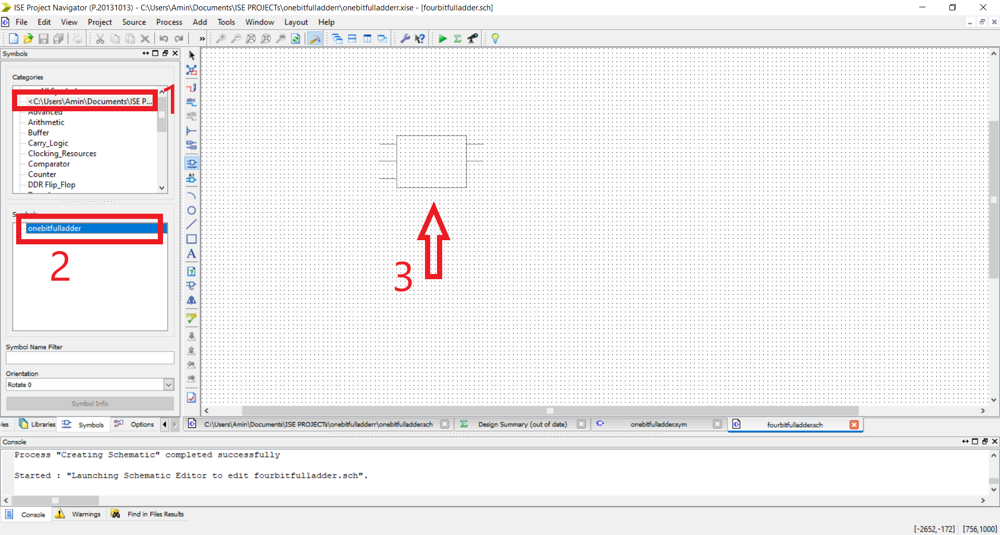 ISE Project Navigator (P.20131013) - C:\Users\Amin\Documents\ISE PROJECTs\onebitfulladderr\onebitfulladderr.xise - [fourbitfulladder.sch]
File Edit View Project Source Process Add Tools Window Layout Help
Symbols
Categories
<C:\Users\Amin\Documents\ISE P...
1
Advanced
Arithmetic
Buffer
Carry_Logic
Clocking_Resources
Comparator
Counter
DDR Flip_Flop
Symbols
onebitfulladder
2
3
abc
a(0)
A1
A
Symbol Name Filter
Orientation
Rotate 0
Symbol Info
les Libraries Symbols Options
C:\Users\Amin\Documents\ISE PROJECTs\onebitfulladderr\onebitfulladder.sch Design Summary (out of date) onebitfulladder.sym fourbitfulladder.sch
Console
Process "Creating Schematic" completed successfully
Started : "Launching Schematic Editor to edit fourbitfulladder.sch".
Console Warnings Find in Files Results
[-2652,-172] [756,1000]